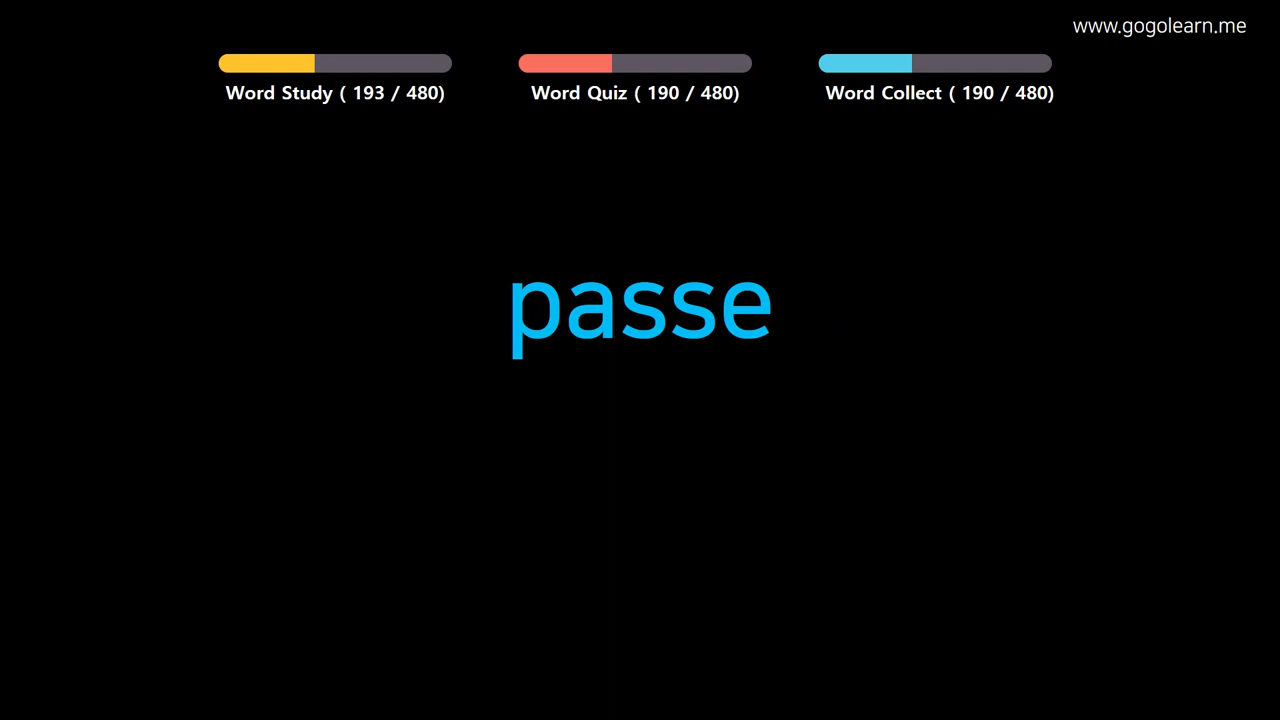 www.gogolearn.me
Word Study ( 193 / 480)
Word Quiz ( 190 / 480)
Word Collect ( 190 / 480)
passe